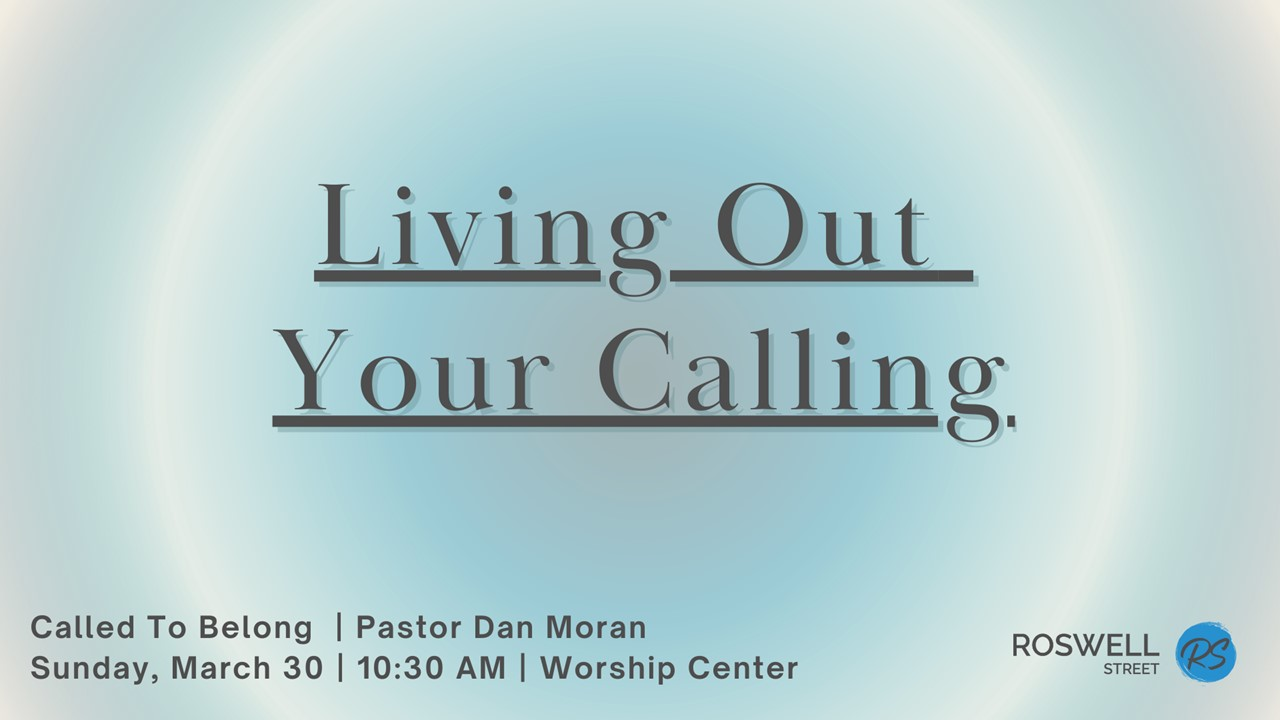 Living Out
Your Calling.
Called To Belong | Pastor Dan Moran
Sunday, March 30 | 10:30 AM | Worship Center
ROSWELL
STREET
RS